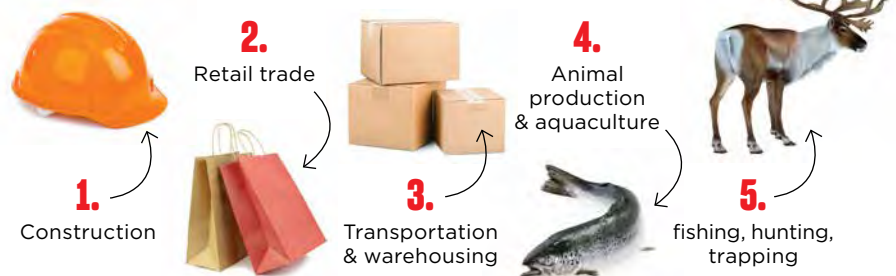 1.
Construction
2.
Retail trade
3.
Transportation
& warehousing
4.
Animal
production
& aquaculture
5.
fishing, hunting,
trapping